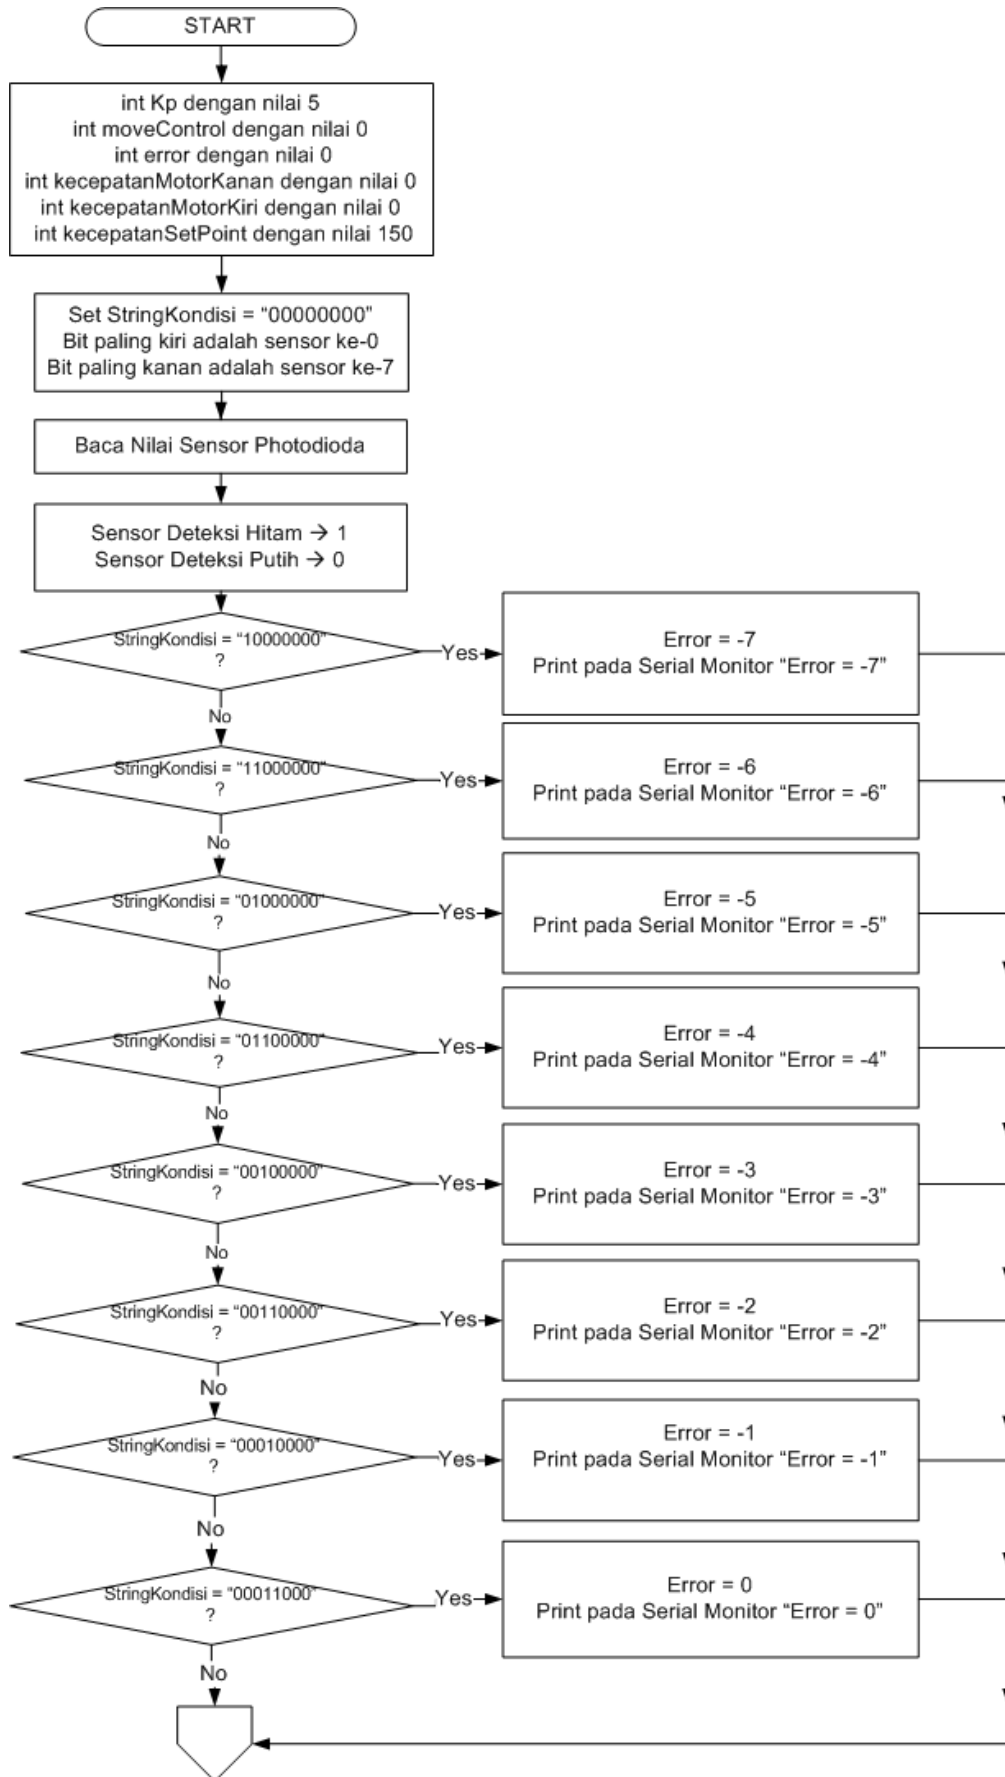 START
int Kp dengan nilai 5
int moveControl dengan nilai 0
int error dengan nilai 0
int kecepatanMotorKanan dengan nilai 0
int kecepatanMotorKiri dengan nilai 0
int kecepatanSetPoint dengan nilai 150
Set StringKondisi = “00000000”
Bit paling kiri adalah sensor ke-0
Bit paling kanan adalah sensor ke-7
Baca Nilai Sensor Photodioda
Sensor Deteksi Hitam → 1
Sensor Deteksi Putih → 0
StringKondisi = “10000000”
?
Yes
Error = -7
Print pada Serial Monitor “Error = -7”
No
StringKondisi = “11000000”
?
Yes
Error = -6
Print pada Serial Monitor “Error = -6”
No
StringKondisi = “01000000”
?
Yes
Error = -5
Print pada Serial Monitor “Error = -5”
No
StringKondisi = “01100000”
?
Yes
Error = -4
Print pada Serial Monitor “Error = -4”
No
StringKondisi = “00100000”
?
Yes
Error = -3
Print pada Serial Monitor “Error = -3”
No
StringKondisi = “00110000”
?
Yes
Error = -2
Print pada Serial Monitor “Error = -2”
No
StringKondisi = “00010000”
?
Yes
Error = -1
Print pada Serial Monitor “Error = -1”
No
StringKondisi = “00011000”
?
Yes
Error = 0
Print pada Serial Monitor “Error = 0”
No